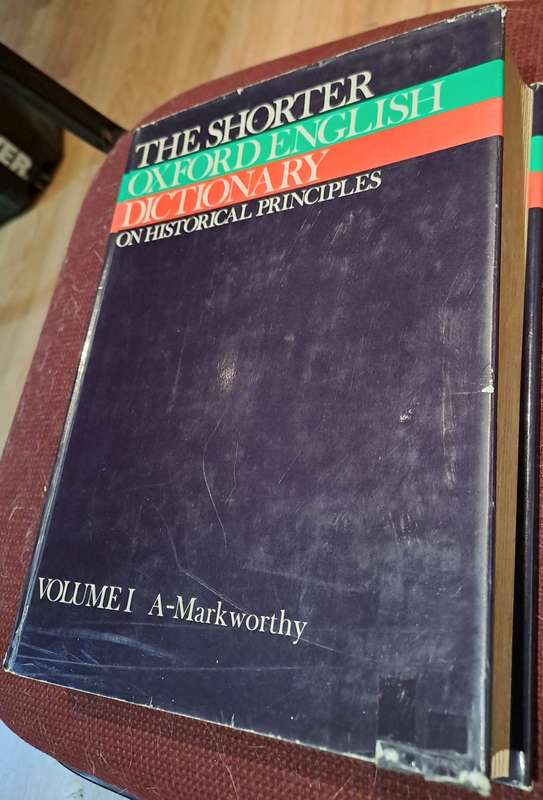 THE SHORTER
OXFORD ENGLISH
DICTIONARY
ON HISTORICAL PRINCIPLES
VOLUME I A-Markworthy